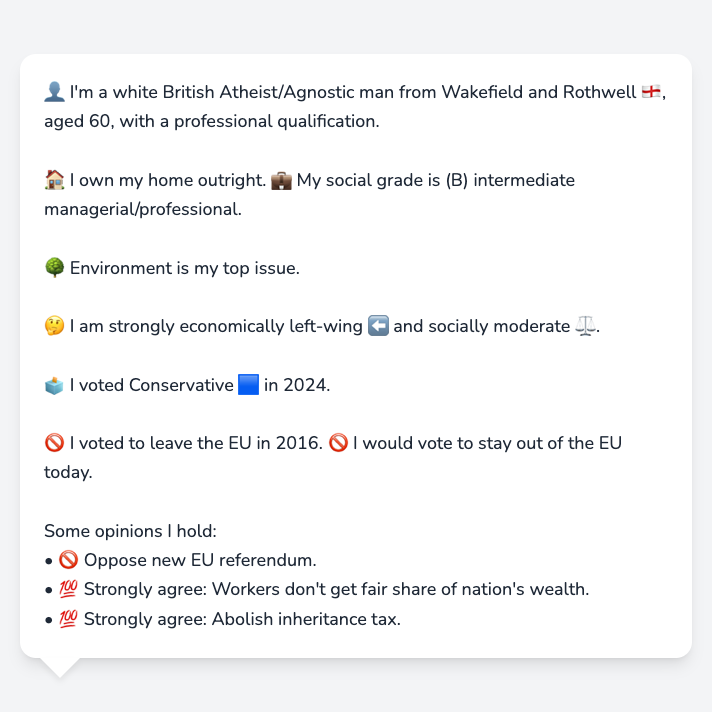 👤 I'm a white British Atheist/Agnostic man from Wakefield and Rothwell 🏴󠁧󠁢󠁥󠁮󠁧󠁿,
aged 60, with a professional qualification.
🏠 I own my home outright. 💼 My social grade is (B) intermediate
managerial/professional.
🌳 Environment is my top issue.
🤔 I am strongly economically left-wing ⬅️ and socially moderate ⚖️.
🗳️ I voted Conservative 🟦 in 2024.
🚫 I voted to leave the EU in 2016. 🚫 I would vote to stay out of the EU
today.
Some opinions I hold:
• 🚫 Oppose new EU referendum.
• 💯 Strongly agree: Workers don't get fair share of nation's wealth.
• 💯 Strongly agree: Abolish inheritance tax.